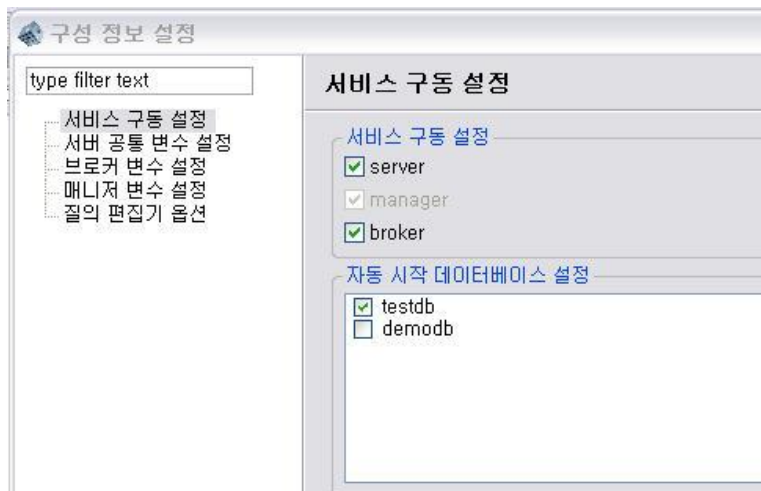 구성 정보 설정
type filter text
서비스 구동 설정
서버 공통 변수 설정
브로커 변수 설정
매니저 변수 설정
질의 편집기 옵션
서비스 구동 설정
서비스 구동 설정
server
manager
broker
자동 시작 데이터베이스 설정
testdb
demodb